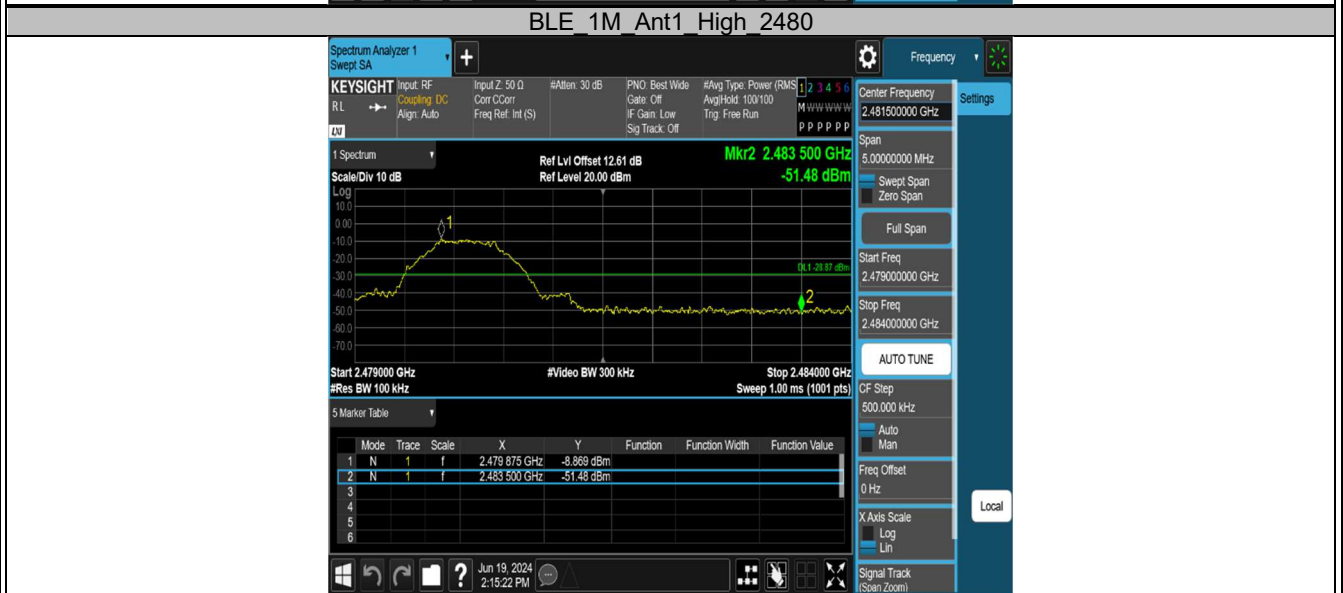 BLE_1M_Ant1_High_2480
Spectrum Analyzer 1
Swept SA
Frequency
KEYSIGHT
RL
LXI
Input: RF
Coupling: DC
Align: Auto
Input Z: 50 Ω
Corr CCorr
Freq Ref: Int (S)
#Atten: 30 dB
PNO: Best Wide
Gate: Off
IF Gain: Low
Sig Track: Off
#Avg Type: Power (RMS
Avg|Hold: 100/100
Trig: Free Run
1 2 3 4 5 6
M W W W W W
P P P P P P
1 Spectrum
Scale/Div 10 dB
Ref Lvl Offset 12.61 dB
Ref Level 20.00 dBm
Mkr2 2.483 500 GHz
-51.48 dBm
Log
10.0
0.00
-10.0
-20.0
-30.0
-40.0
-50.0
-60.0
-70.0
1
DL1 -28.87 dBm
2
Start 2.479000 GHz
#Video BW 300 kHz
Stop 2.484000 GHz
#Res BW 100 kHz
Sweep 1.00 ms (1001 pts)
5 Marker Table
Mode Trace Scale X Y Function Function Width Function Value
1 N 1 f 2.479 875 GHz -8.869 dBm
2 N 1 f 2.483 500 GHz -51.48 dBm
3
4
5
6
?
Jun 19, 2024
2:15:22 PM
Center Frequency
2.481500000 GHz
Settings
Span
5.00000000 MHz
Swept Span
Zero Span
Full Span
Start Freq
2.479000000 GHz
Stop Freq
2.484000000 GHz
AUTO TUNE
CF Step
500.000 kHz
Auto
Man
Freq Offset
0 Hz
X Axis Scale
Log
Lin
Local
Signal Track
(Span Zoom)